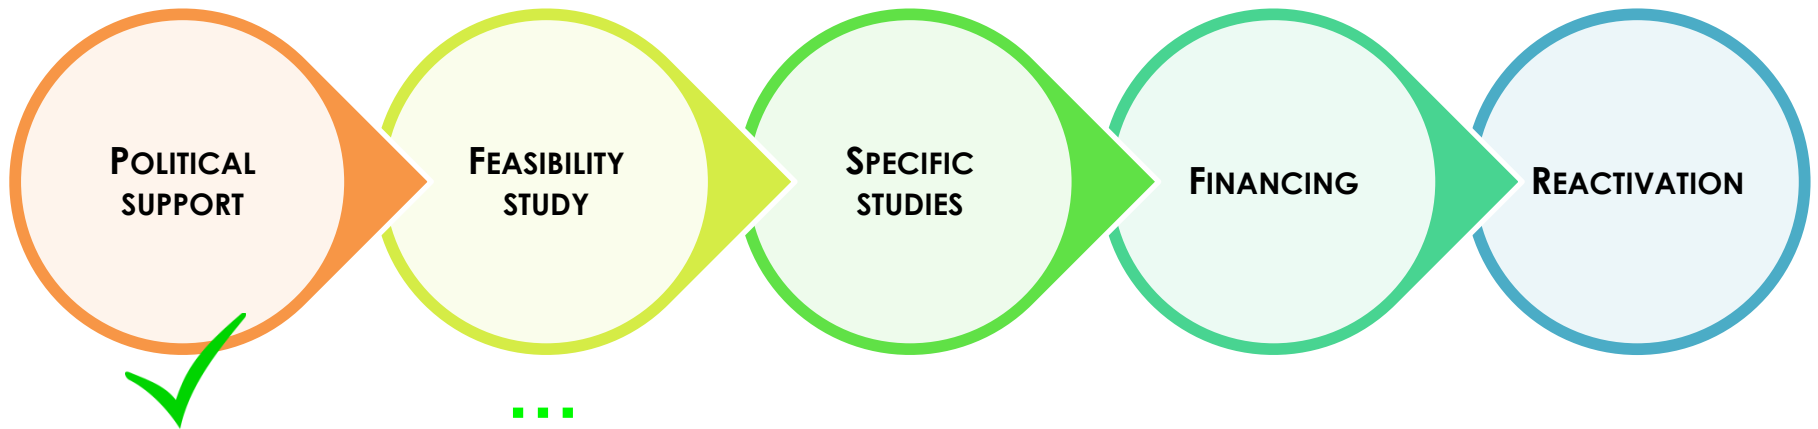 POLITICAL
SUPPORT
FEASIBILITY
STUDY
SPECIFIC
STUDIES
FINANCING
REACTIVATION
...